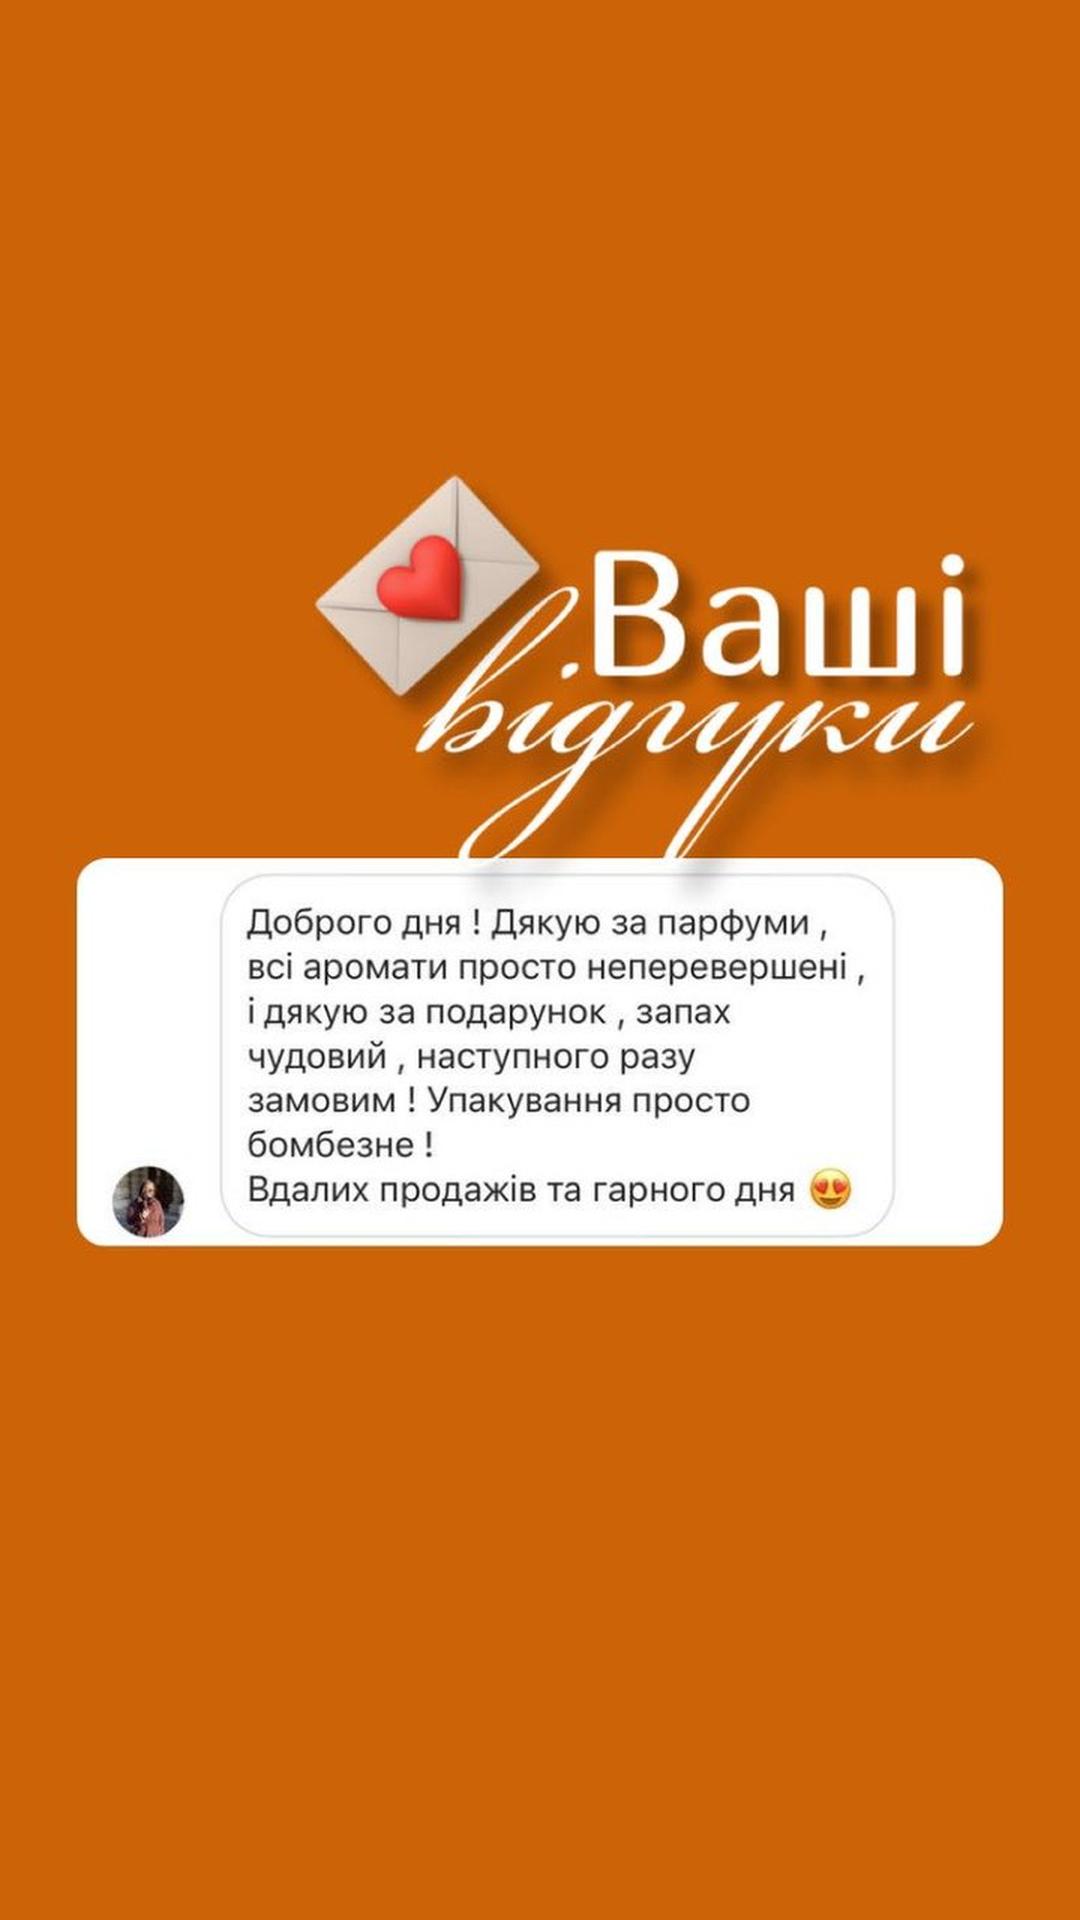 Ваші
відгуки
Доброго дня ! Дякую за парфуми ,
всі аромати просто неперевершені ,
і дякую за подарунок , запах
чудовий , наступного разу
замовим ! Упакування просто
бомбезне !
Вдалих продажів та гарного дня 😍